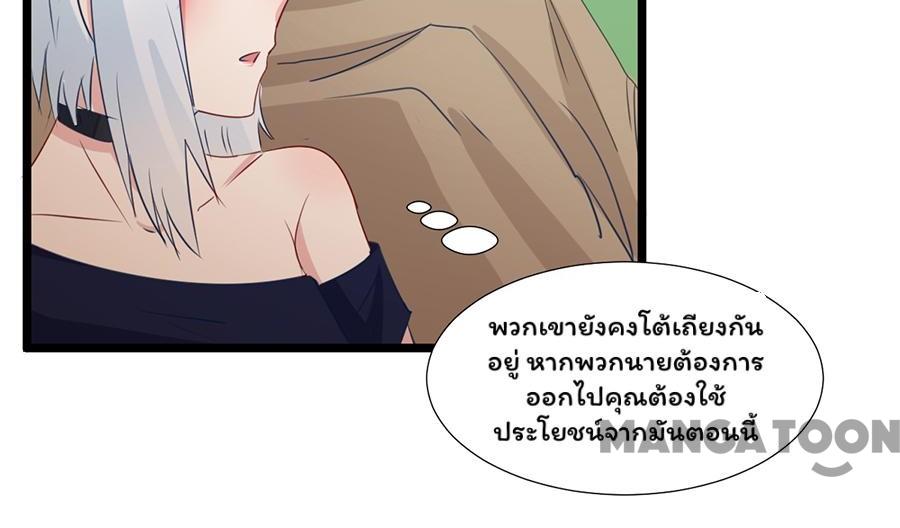 พวกเขายังคงโต้เถียงกัน
อยู่ หากพวกนายต้องการ
ออกไปคุณต้องใช้
ประโยชน์จากมันตอนนี้
MANGATOON